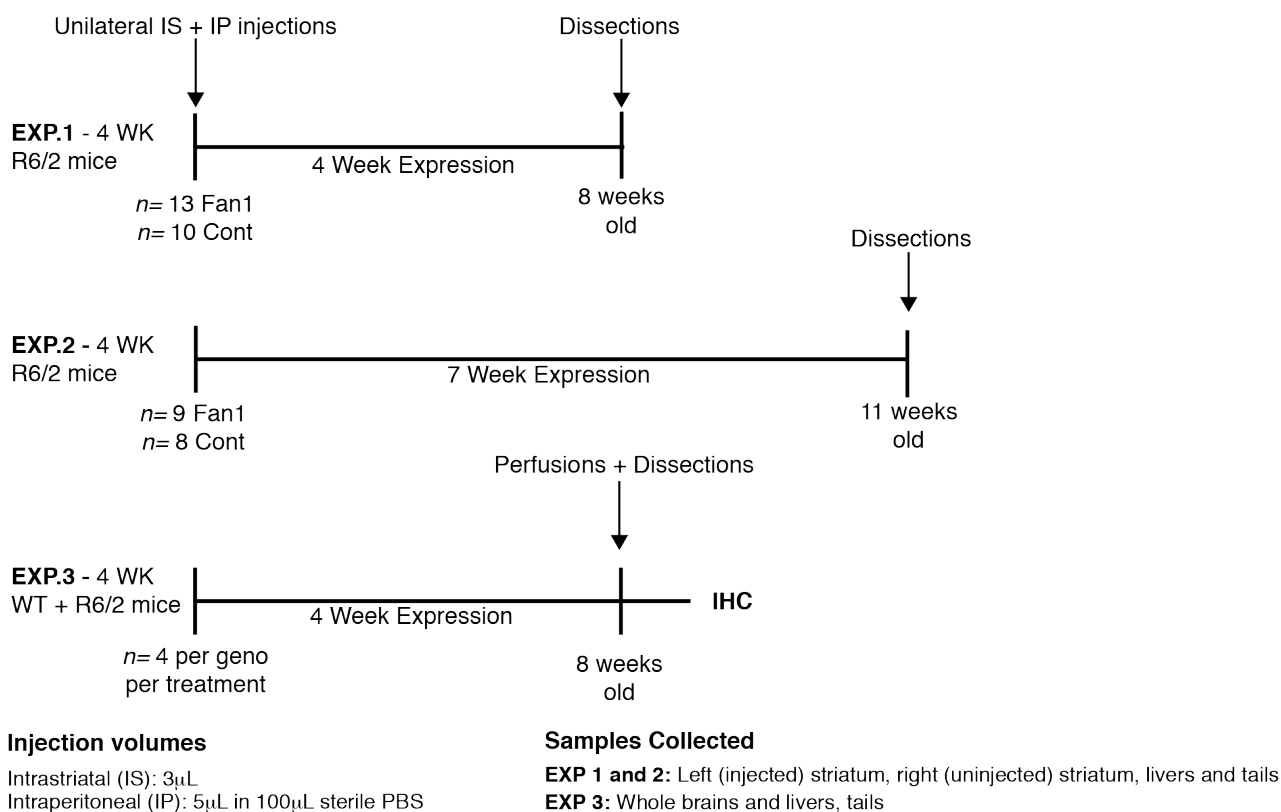 Unilateral IS + IP injections
Dissections
EXP.1 - 4 WK
R6/2 mice
4 Week Expression
n= 13 Fan1
n= 10 Cont
8 weeks
old
Dissections
EXP.2 - 4 WK
R6/2 mice
7 Week Expression
n= 9 Fan1
n= 8 Cont
11 weeks
old
Perfusions + Dissections
EXP.3 - 4 WK
WT + R6/2 mice
4 Week Expression
IHC
n= 4 per geno
per treatment
8 weeks
old
Injection volumes
Intrastriatal (IS): 3μL
Intraperitoneal (IP): 5μL in 100μL sterile PBS
Samples Collected
EXP 1 and 2: Left (injected) striatum, right (uninjected) striatum, livers and tails
EXP 3: Whole brains and livers, tails